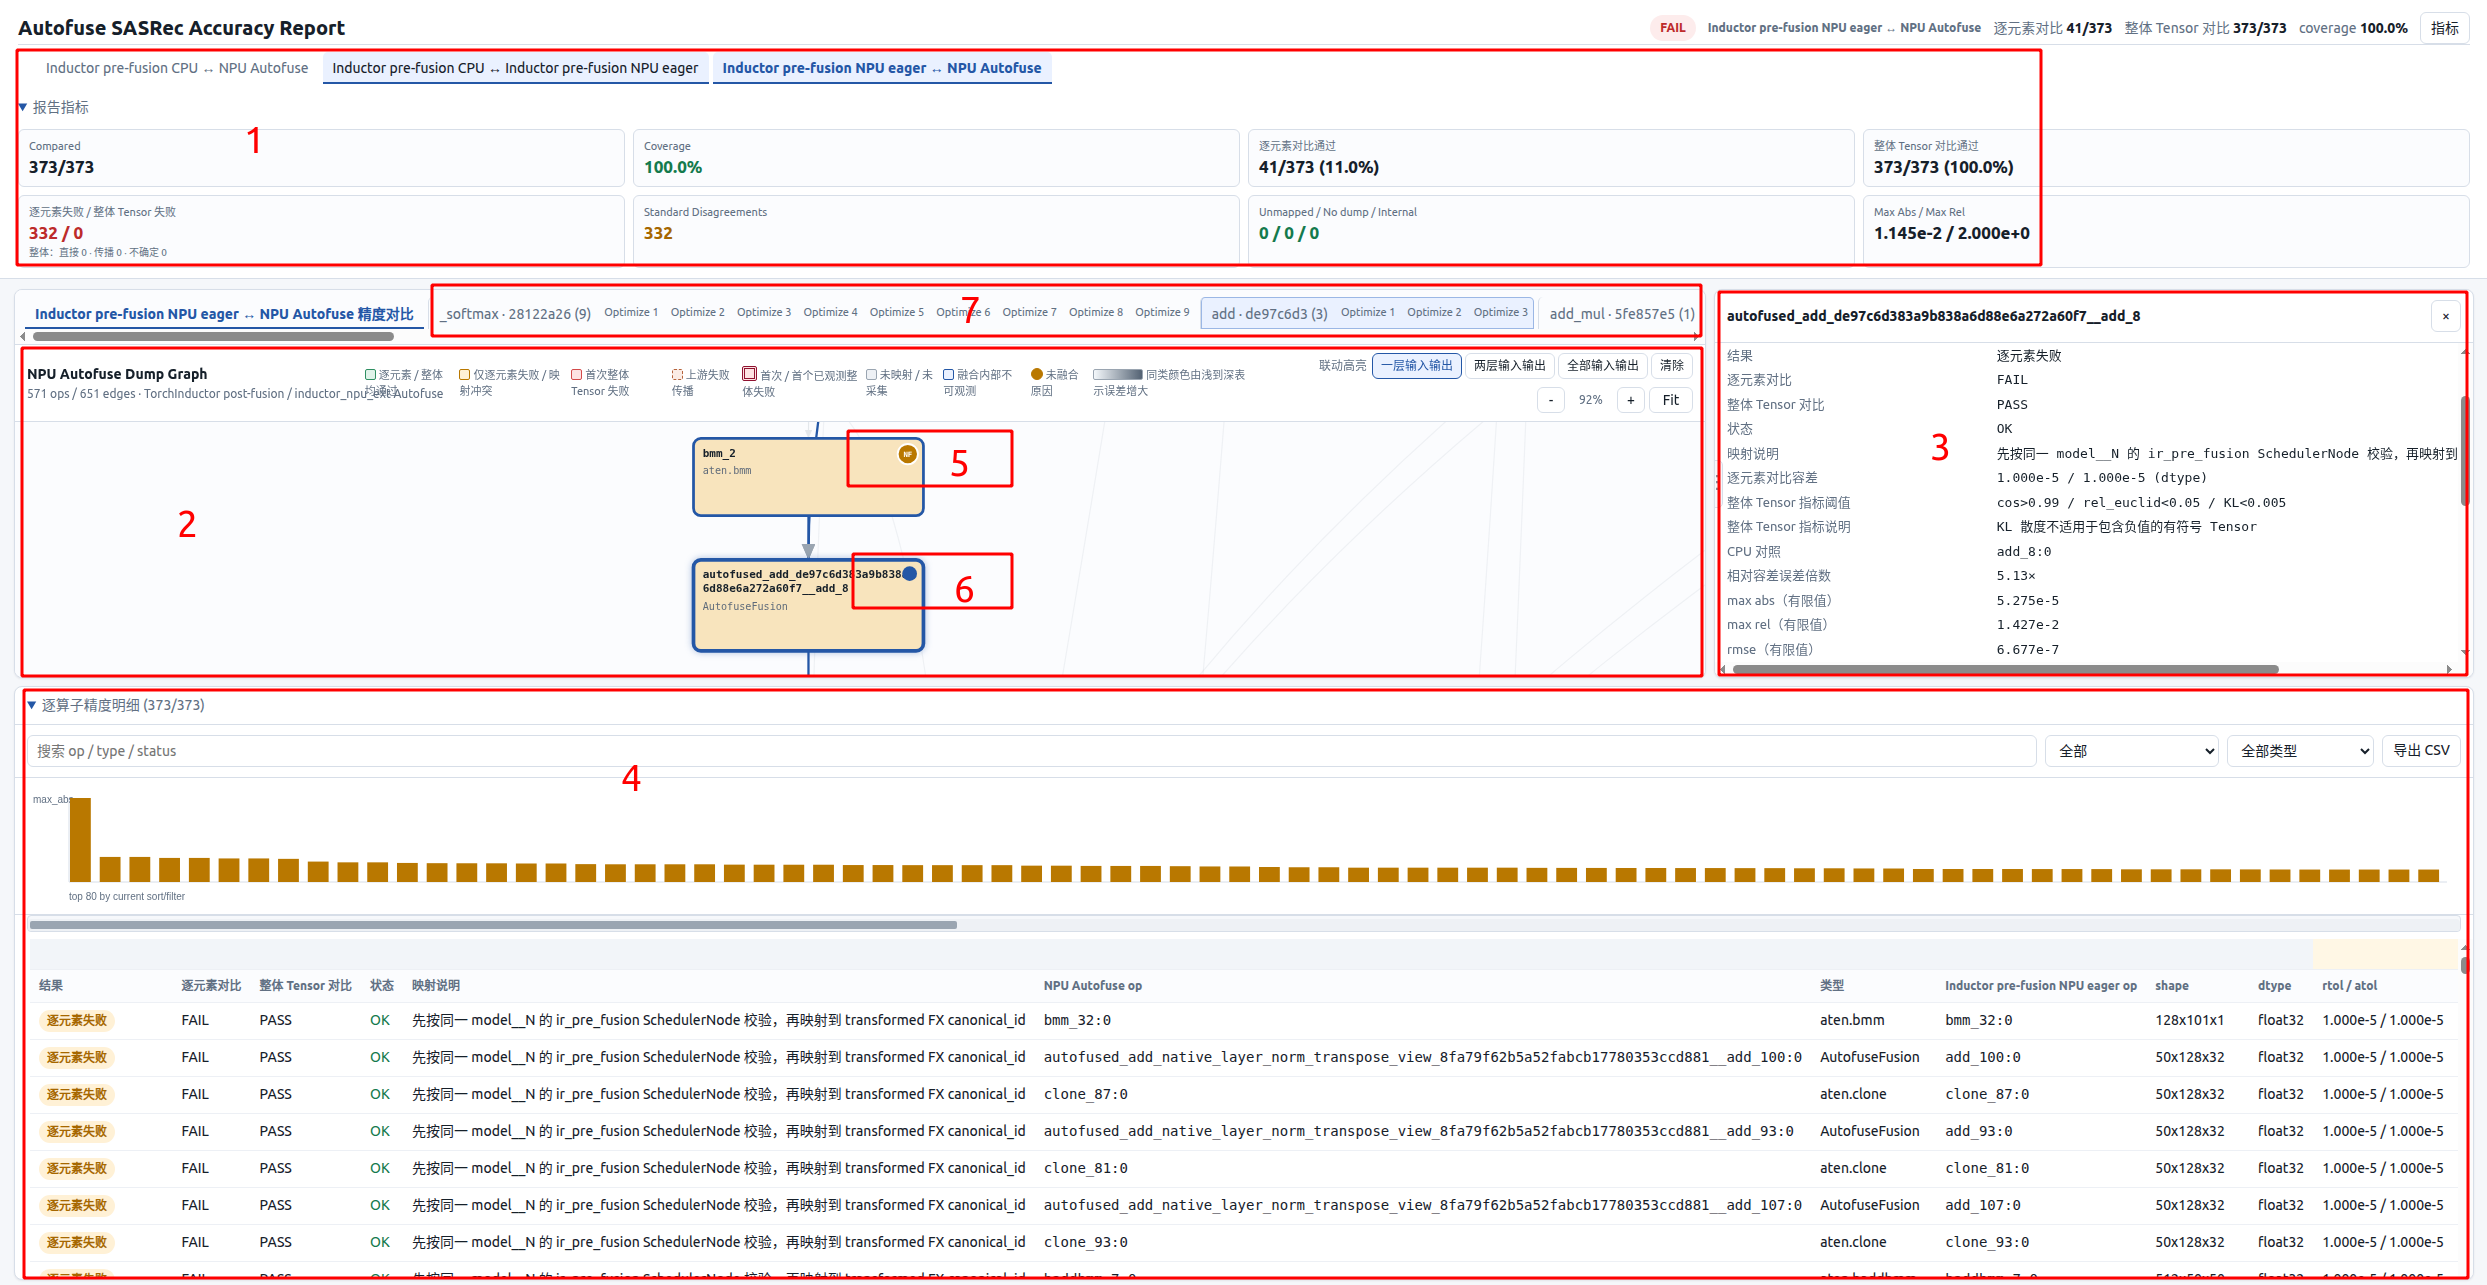 Autofuse SASRec Accuracy Report
FAIL Inductor pre-fusion NPU eager ↔ NPU Autofuse 逐元素对比 41/373 整体 Tensor 对比 373/373 coverage 100.0% 指标
Inductor pre-fusion CPU ↔ NPU Autofuse Inductor pre-fusion CPU ↔ Inductor pre-fusion NPU eager Inductor pre-fusion NPU eager ↔ NPU Autofuse
▼ 报告指标
1
Compared
373/373
Coverage
100.0%
逐元素对比通过
41/373 (11.0%)
整体 Tensor 对比通过
373/373 (100.0%)
逐元素失败 / 整体 Tensor 失败
332 / 0
整体：直接 0 · 传播 0 · 不确定 0
Standard Disagreements
332
Unmapped / No dump / Internal
0 / 0 / 0
Max Abs / Max Rel
1.145e-2 / 2.000e+0
Inductor pre-fusion NPU eager ↔ NPU Autofuse 精度对比 _softmax · 28122a26 (9) Optimize 1 Optimize 2 Optimize 3 Optimize 4 Optimize 5 Optimize 6 Optimize 7 Optimize 8 Optimize 9 add · de97c6d3 (3) Optimize 1 Optimize 2 Optimize 3 add_mul · 5fe857e5 (1)
7
NPU Autofuse Dump Graph
571 ops / 651 edges · TorchInductor post-fusion / inductor_npu_ext Autofuse
逐元素 / 整体均通过
仅逐元素失败 / 映射冲突
首次整体 Tensor 失败
上游失败传播
首次 / 首个已观测整体失败
未映射 / 未采集
融合内部不可观测
未融合原因
同类颜色由浅到深表示误差增大
联动高亮 一层输入输出 两层输入输出 全部输入输出 清除
- 92% + Fit
2
bmm_2
aten.bmm
NF
5
autofused_add_de97c6d383a9b838
6d88e6a272a60f7__add_8
AutofuseFusion
6
autofused_add_de97c6d383a9b838a6d88e6a272a60f7__add_8 ×
结果 逐元素失败
逐元素对比 FAIL
整体 Tensor 对比 PASS
状态 OK
映射说明 先按同一 model__N 的 ir_pre_fusion SchedulerNode 校验，再映射到
逐元素对比容差 1.000e-5 / 1.000e-5 (dtype)
整体 Tensor 指标阈值 cos>0.99 / rel_euclid<0.05 / KL<0.005
整体 Tensor 指标说明 KL 散度不适用于包含负值的有符号 Tensor
CPU 对照 add_8:0
相对容差误差倍数 5.13×
max abs（有限值） 5.275e-5
max rel（有限值） 1.427e-2
rmse（有限值） 6.677e-7
3
▼ 逐算子精度明细 (373/373)
搜索 op / type / status 全部 全部类型 导出 CSV
4
max_abs
top 80 by current sort/filter
结果 逐元素对比 整体 Tensor 对比 状态 映射说明 NPU Autofuse op 类型 Inductor pre-fusion NPU eager op shape dtype rtol / atol
逐元素失败 FAIL PASS OK 先按同一 model__N 的 ir_pre_fusion SchedulerNode 校验，再映射到 transformed FX canonical_id bmm_32:0 aten.bmm bmm_32:0 128x101x1 float32 1.000e-5 / 1.000e-5
逐元素失败 FAIL PASS OK 先按同一 model__N 的 ir_pre_fusion SchedulerNode 校验，再映射到 transformed FX canonical_id autofused_add_native_layer_norm_transpose_view_8fa79f62b5a52fabcb17780353ccd881__add_100:0 AutofuseFusion add_100:0 50x128x32 float32 1.000e-5 / 1.000e-5
逐元素失败 FAIL PASS OK 先按同一 model__N 的 ir_pre_fusion SchedulerNode 校验，再映射到 transformed FX canonical_id clone_87:0 aten.clone clone_87:0 50x128x32 float32 1.000e-5 / 1.000e-5
逐元素失败 FAIL PASS OK 先按同一 model__N 的 ir_pre_fusion SchedulerNode 校验，再映射到 transformed FX canonical_id autofused_add_native_layer_norm_transpose_view_8fa79f62b5a52fabcb17780353ccd881__add_93:0 AutofuseFusion add_93:0 50x128x32 float32 1.000e-5 / 1.000e-5
逐元素失败 FAIL PASS OK 先按同一 model__N 的 ir_pre_fusion SchedulerNode 校验，再映射到 transformed FX canonical_id clone_81:0 aten.clone clone_81:0 50x128x32 float32 1.000e-5 / 1.000e-5
逐元素失败 FAIL PASS OK 先按同一 model__N 的 ir_pre_fusion SchedulerNode 校验，再映射到 transformed FX canonical_id autofused_add_native_layer_norm_transpose_view_8fa79f62b5a52fabcb17780353ccd881__add_107:0 AutofuseFusion add_107:0 50x128x32 float32 1.000e-5 / 1.000e-5
逐元素失败 FAIL PASS OK 先按同一 model__N 的 ir_pre_fusion SchedulerNode 校验，再映射到 transformed FX canonical_id clone_93:0 aten.clone clone_93:0 50x128x32 float32 1.000e-5 / 1.000e-5